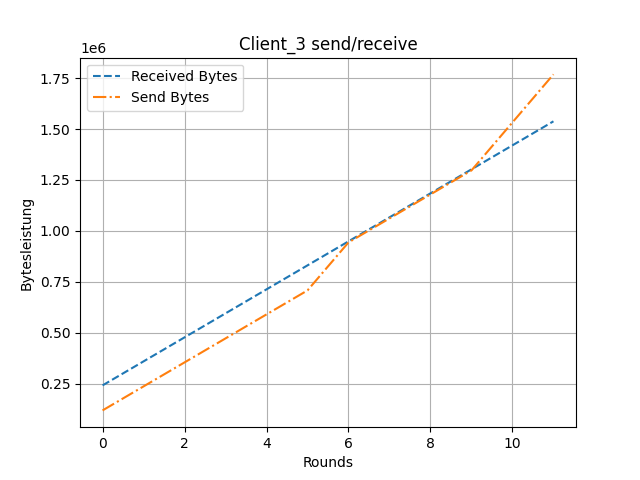 Client_3 send/receive
1e6
Received Bytes
Send Bytes
1.75
1.50
1.25
1.00
0.75
0.50
0.25
Bytesleistung
0 2 4 6 8 10
Rounds